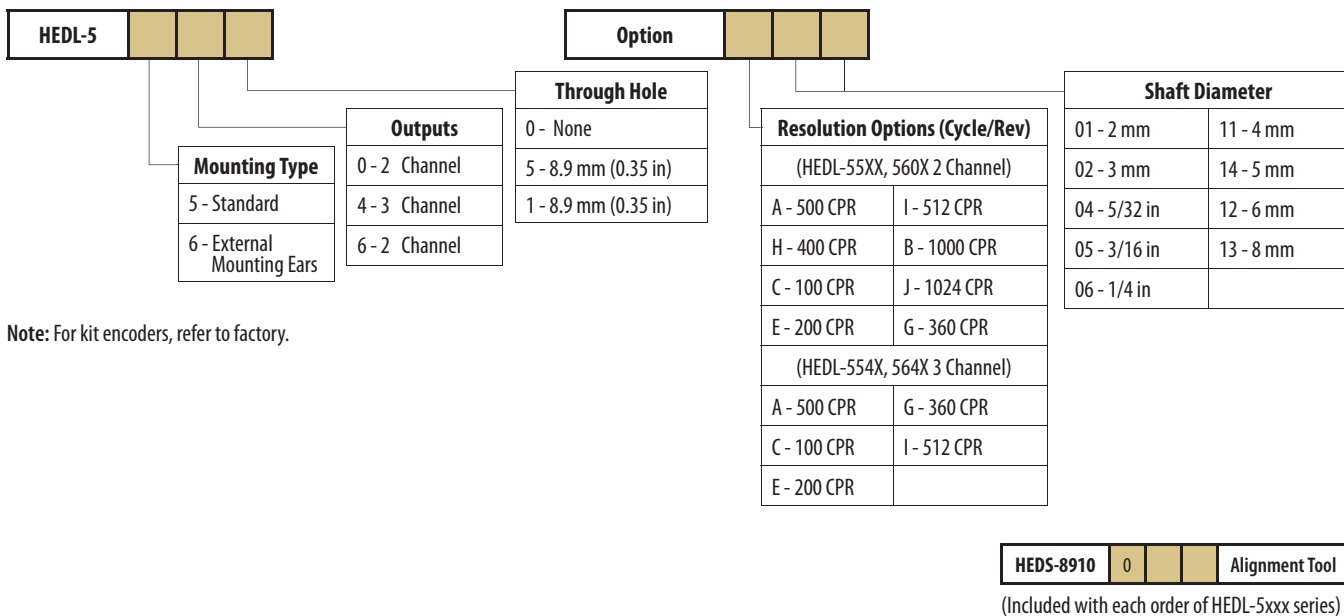 HEDL-5
Option
Mounting Type
5 - Standard
6 - External
Mounting Ears
Outputs
0 - 2 Channel
4 - 3 Channel
6 - 2 Channel
Through Hole
0 - None
5 - 8.9 mm (0.35 in)
1 - 8.9 mm (0.35 in)
Resolution Options (Cycle/Rev)
(HEDL-55XX, 560X 2 Channel)
A - 500 CPR I - 512 CPR
H - 400 CPR B - 1000 CPR
C - 100 CPR J - 1024 CPR
E - 200 CPR G - 360 CPR
(HEDL-554X, 564X 3 Channel)
A - 500 CPR G - 360 CPR
C - 100 CPR I - 512 CPR
E - 200 CPR
Shaft Diameter
01 - 2 mm 11 - 4 mm
02 - 3 mm 14 - 5 mm
04 - 5/32 in 12 - 6 mm
05 - 3/16 in 13 - 8 mm
06 - 1/4 in
Note: For kit encoders, refer to factory.
HEDS-8910 0 Alignment Tool
(Included with each order of HEDL-5xxx series)